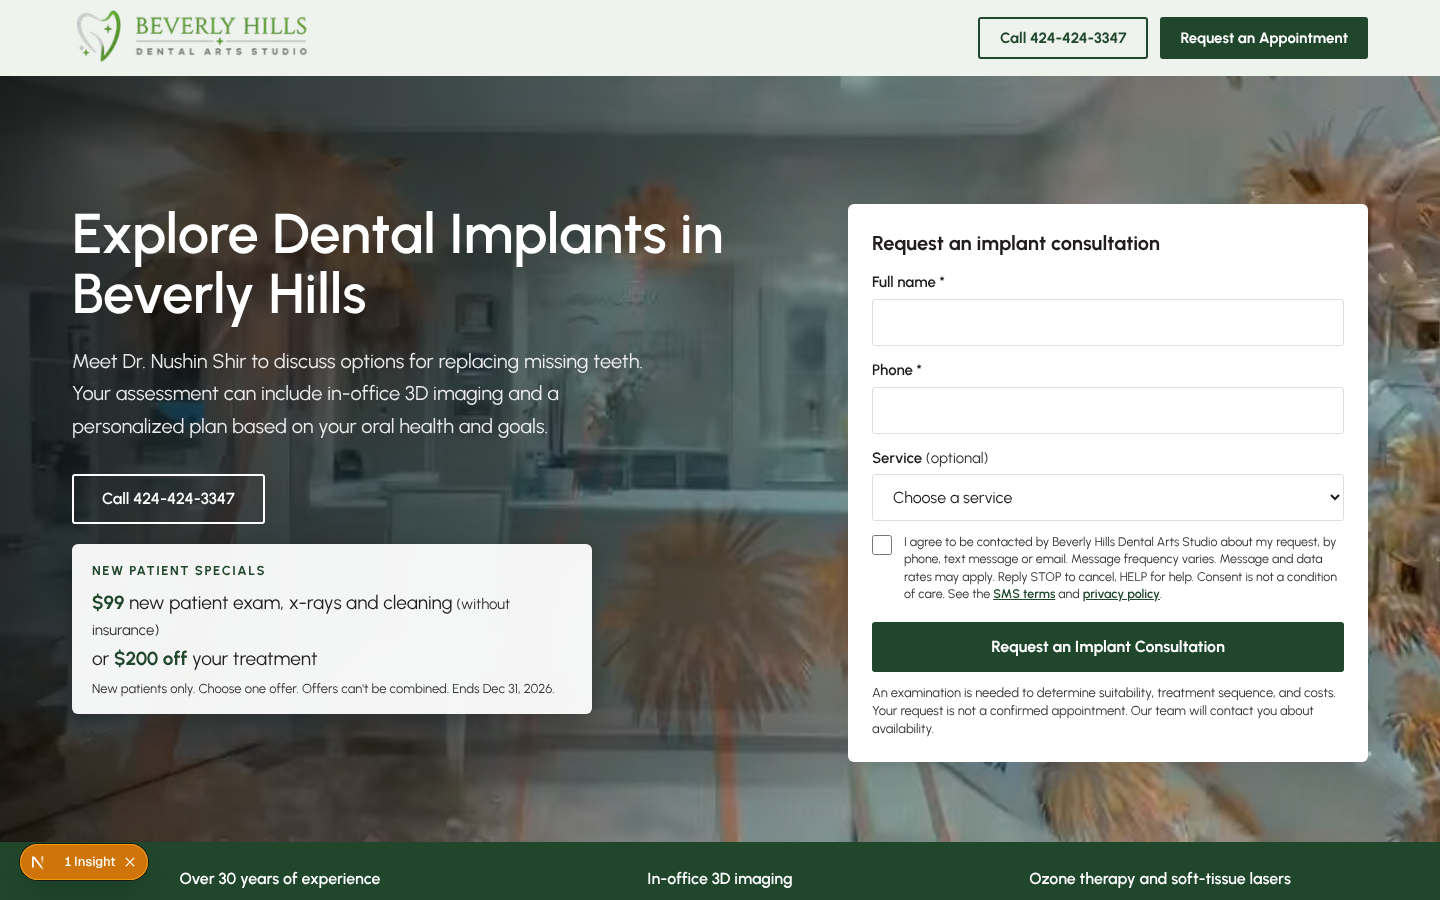 BEVERLY HILLS
DENTAL ARTS STUDIO
Call 424-424-3347
Request an Appointment
Explore Dental Implants in
Beverly Hills
Meet Dr. Nushin Shir to discuss options for replacing missing teeth.
Your assessment can include in-office 3D imaging and a
personalized plan based on your oral health and goals.
Call 424-424-3347
NEW PATIENT SPECIALS
$99 new patient exam, x-rays and cleaning (without
insurance)
or $200 off your treatment
New patients only. Choose one offer. Offers can't be combined. Ends Dec 31, 2026.
Request an implant consultation
Full name *
Phone *
Service (optional)
Choose a service
I agree to be contacted by Beverly Hills Dental Arts Studio about my request, by
phone, text message or email. Message frequency varies. Message and data
rates may apply. Reply STOP to cancel, HELP for help. Consent is not a condition
of care. See the SMS terms and privacy policy.
Request an Implant Consultation
An examination is needed to determine suitability, treatment sequence, and costs.
Your request is not a confirmed appointment. Our team will contact you about
availability.
1 Insight
Over 30 years of experience
In-office 3D imaging
Ozone therapy and soft-tissue lasers